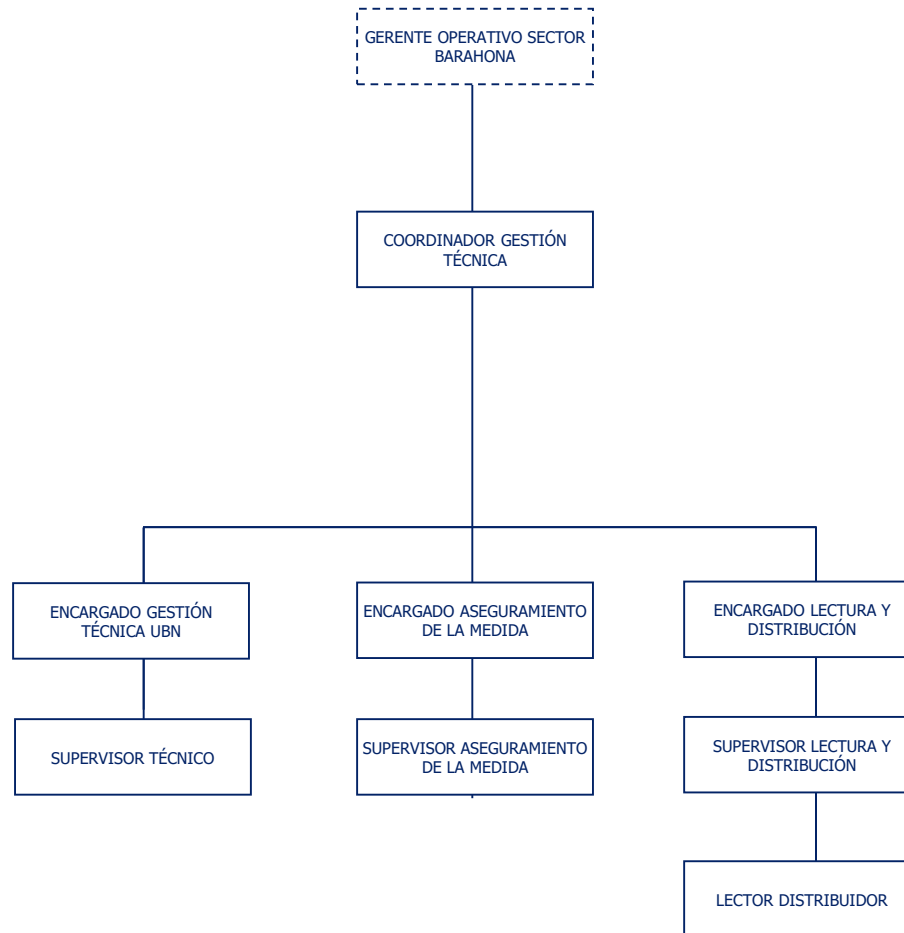 GERENTE OPERATIVO SECTOR
BARAHONA
COORDINADOR GESTIÓN
TÉCNICA
ENCARGADO GESTIÓN
TÉCNICA UBN
ENCARGADO ASEGURAMIENTO
DE LA MEDIDA
ENCARGADO LECTURA Y
DISTRIBUCIÓN
SUPERVISOR TÉCNICO
SUPERVISOR ASEGURAMIENTO
DE LA MEDIDA
SUPERVISOR LECTURA Y
DISTRIBUCIÓN
LECTOR DISTRIBUIDOR